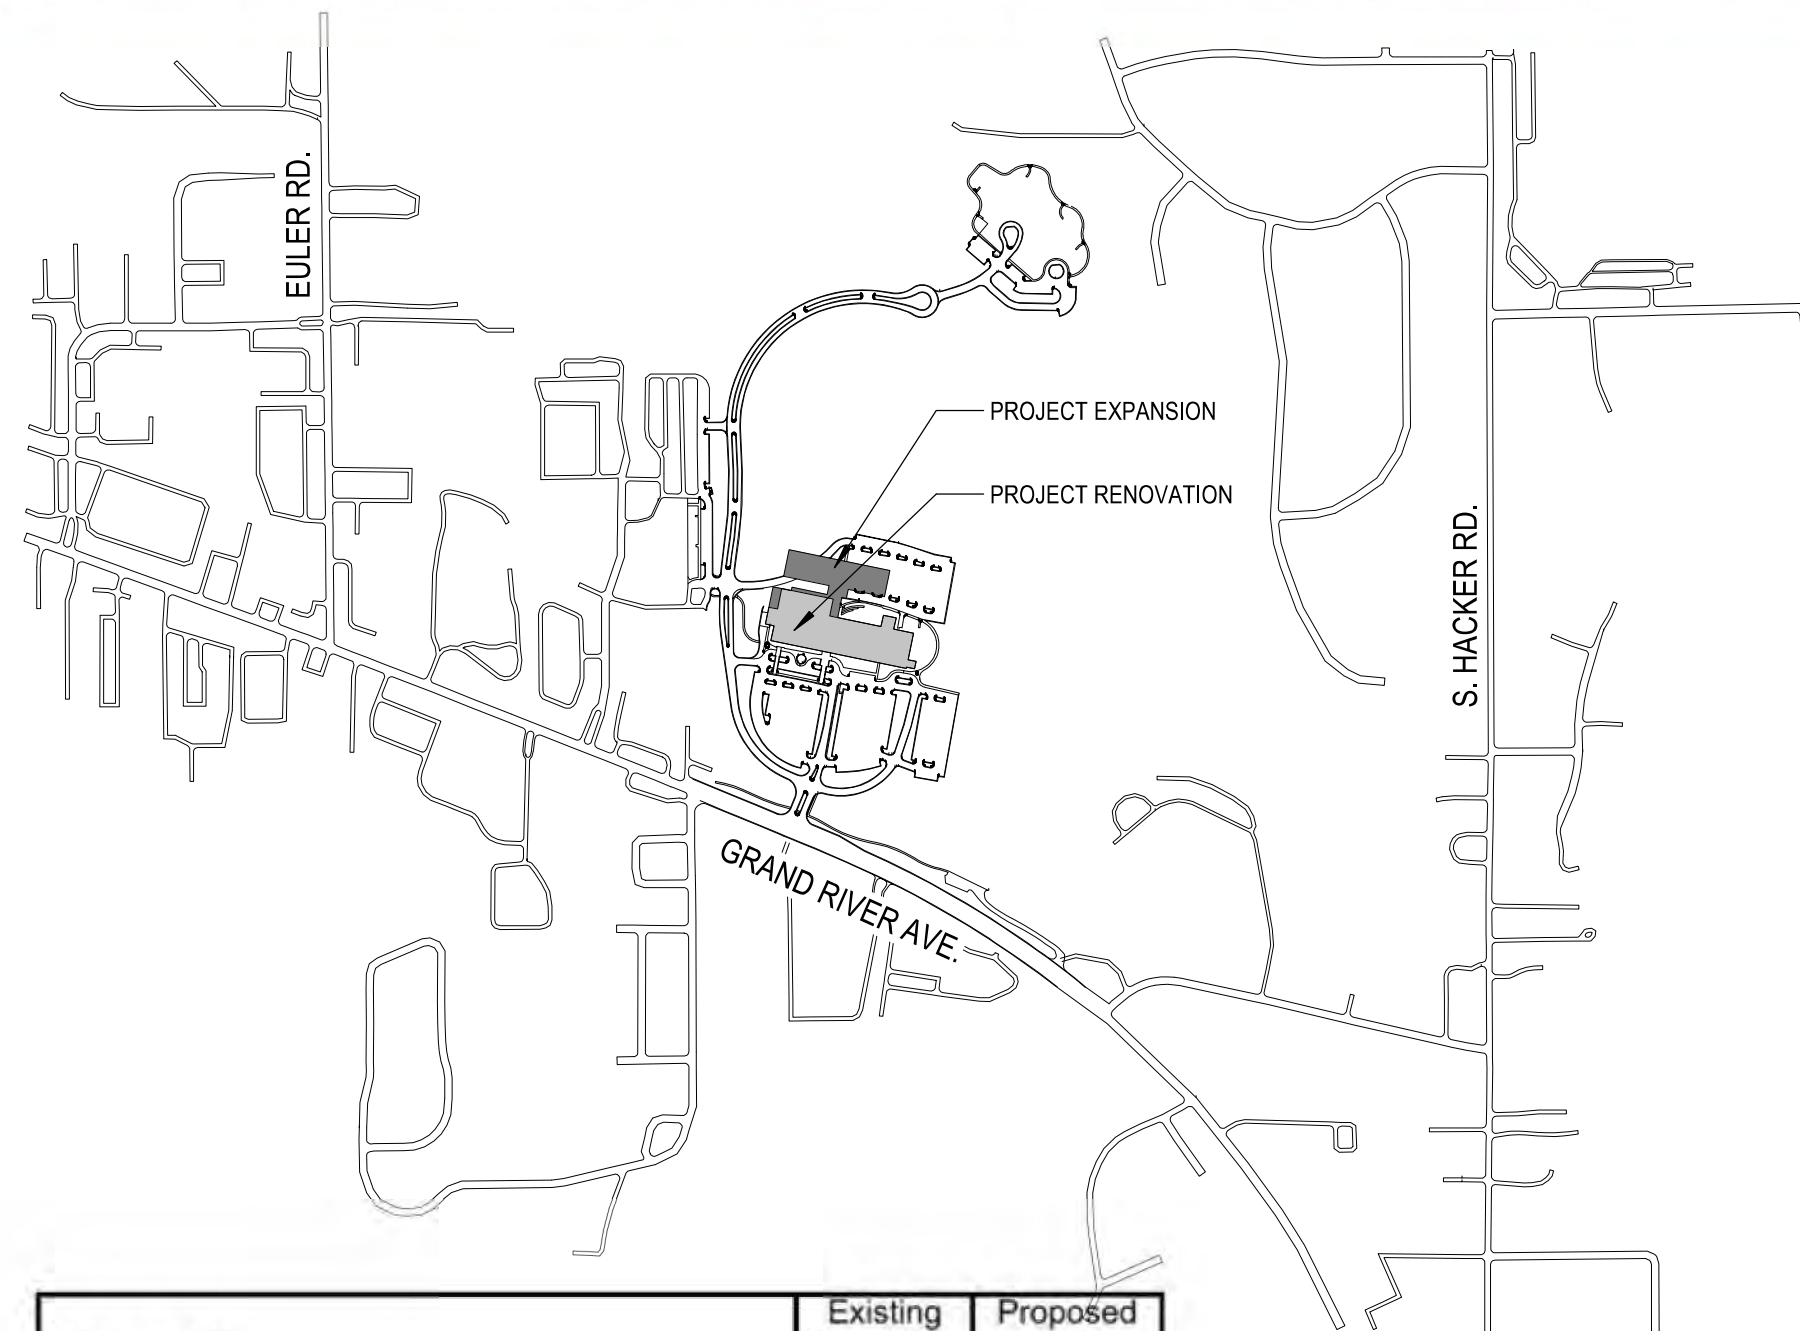 EULER RD.
PROJECT EXPANSION
PROJECT RENOVATION
S. HACKER RD.
GRAND RIVER AVE.
Existing Proposed